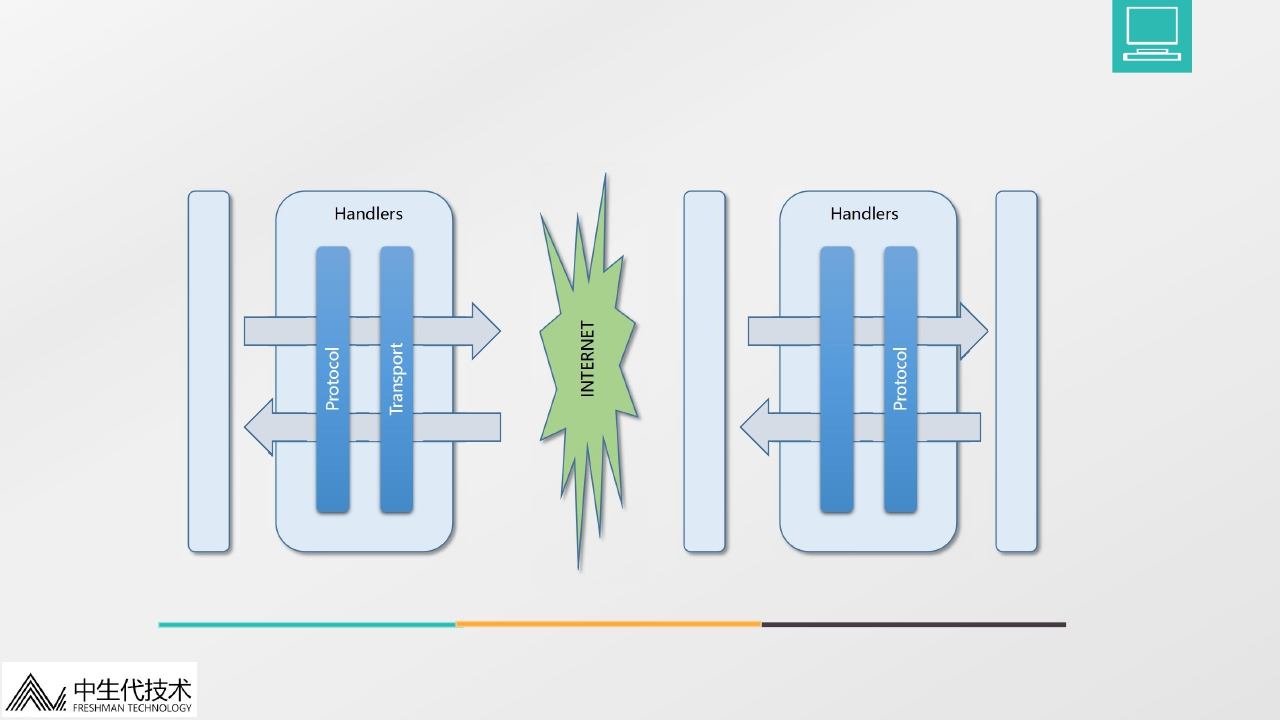 Handlers
Protocol
Transport
INTERNET
Handlers
Protocol
中生代技术
FRESHMAN TECHNOLOGY